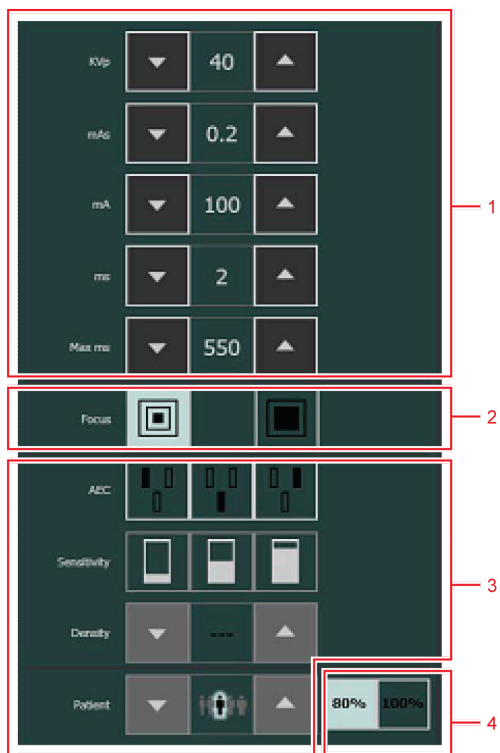 KVp 40
mAs 0.2
mA 100
1
ms 2
Max ms 550
Focus
2
AEC
Sensitivity
3
Density ---
Patient 80% 100%
4